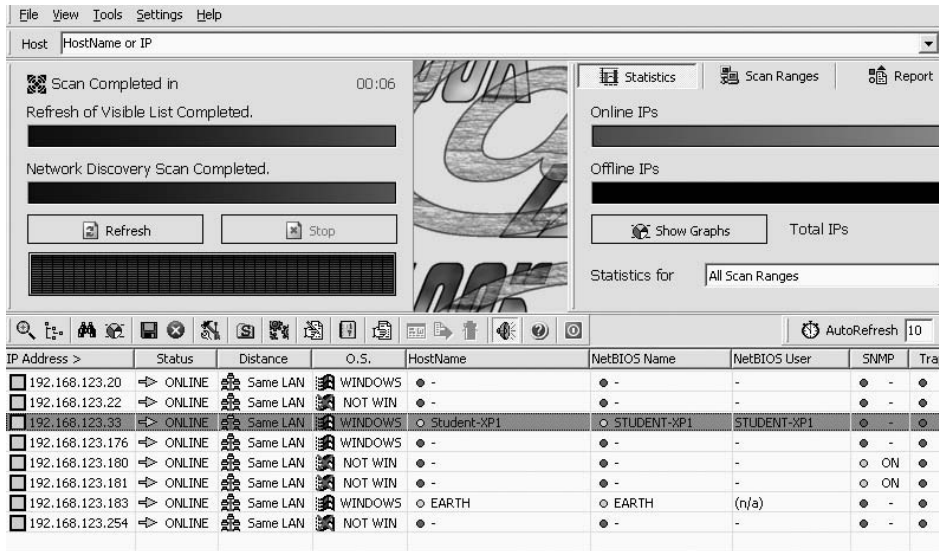 File View Tools Settings Help
Host HostName or IP
Scan Completed in 00:06
Refresh of Visible List Completed.
Network Discovery Scan Completed.
Refresh Stop
Statistics Scan Ranges Report
Online IPs
Offline IPs
Show Graphs Total IPs
Statistics for All Scan Ranges
AutoRefresh 10
IP Address > Status Distance O.S. HostName NetBIOS Name NetBIOS User SNMP Tra
192.168.123.20 ONLINE Same LAN WINDOWS - - - -
192.168.123.22 ONLINE Same LAN NOT WIN - - - -
192.168.123.33 ONLINE Same LAN WINDOWS Student-XP1 STUDENT-XP1 STUDENT-XP1 -
192.168.123.176 ONLINE Same LAN WINDOWS - - - -
192.168.123.180 ONLINE Same LAN NOT WIN - - - ON
192.168.123.181 ONLINE Same LAN NOT WIN - - - ON
192.168.123.183 ONLINE Same LAN WINDOWS EARTH EARTH (n/a) -
192.168.123.254 ONLINE Same LAN NOT WIN - - - -